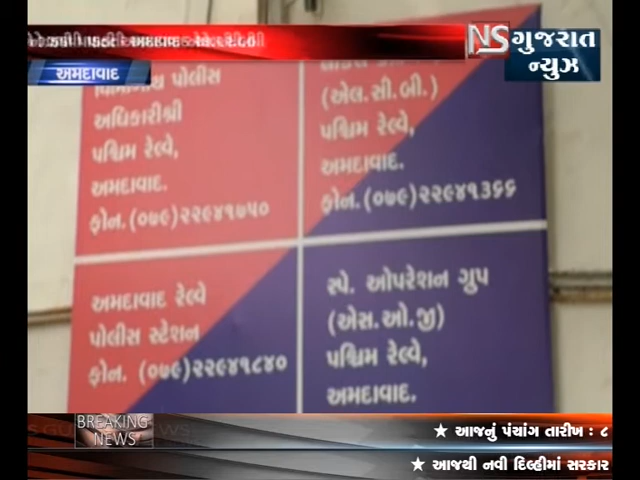 NS ગુજરાત
ન્યુઝ
અમદાવાદ
પોલીસ
અધિકારીશ્રી
પશ્ચિમ રેલ્વે,
અમદાવાદ.
ફોન.(૦૭૯)૨૨૯૪૧૭૫૦
(એલ.સી.બી.)
પશ્ચિમ રેલ્વે,
અમદાવાદ.
ફોન.(૦૭૯)૨૨૯૪૧૩૬૬
અમદાવાદ રેલ્વે
પોલીસ સ્ટેશન
ફોન. (૦૭૯)૨૨૯૪૧૮૪૦
સ્પે. ઓપરેશન ગ્રુપ
(એસ.ઓ.જી)
પશ્ચિમ રેલ્વે,
અમદાવાદ.
BREAKING
NEWS
★ આજનું પંચાંગ તારીખ : ૮
★ આજથી નવી દિલ્હીમાં સરકાર